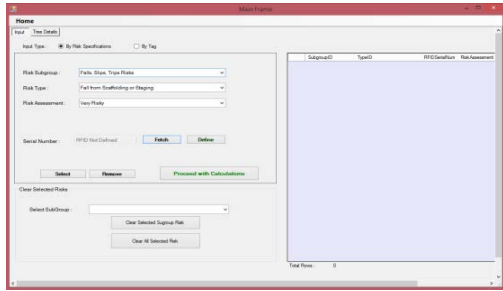 Main Frame
Home
Input Tree Details
Input Type : By Risk Specifications By Tag
Risk Subgroup : Falls, Slips, Trips Risks
Risk Type : Fall from Scaffolding or Staging
Risk Assessment : Very Risky
Serial Number : RFID Not Defined Fetch Define
Select Remove Proceed with Calculations
Clear Selected Risks
Select SubGroup :
Clear Selected Sugroup Risk
Clear All Selected Risk
SubgroupID TypeID RFIDSerialNum RiskAssessment
Total Rows : 0